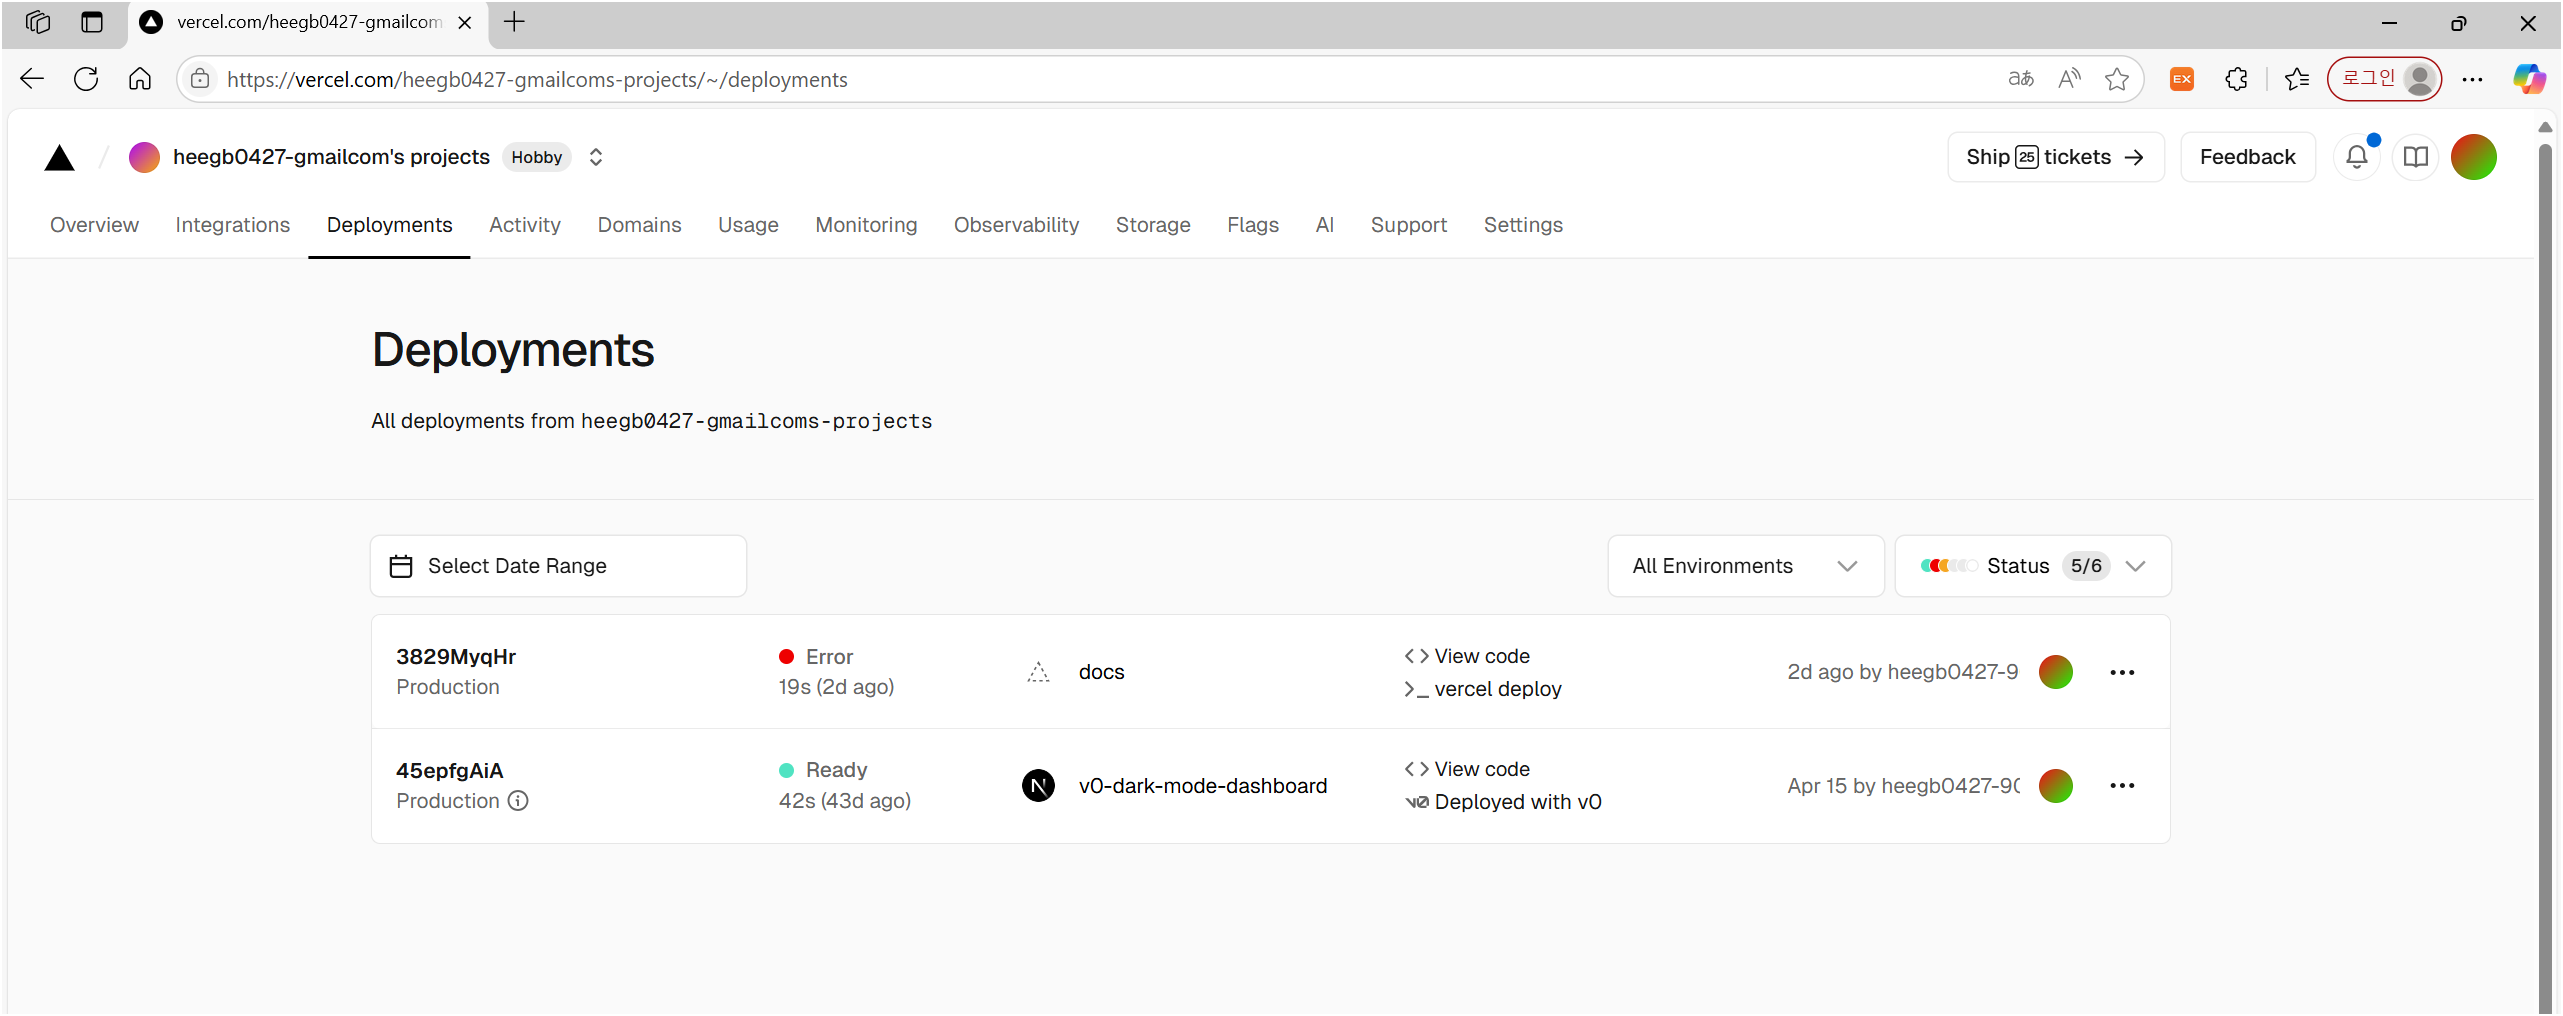 vercel.com/heegb0427-gmailcom
https://vercel.com/heegb0427-gmailcoms-projects/~/deployments
aあ
A
EX
로그인
heegb0427-gmailcom's projects
Hobby
Ship 25 tickets →
Feedback
Overview
Integrations
Deployments
Activity
Domains
Usage
Monitoring
Observability
Storage
Flags
AI
Support
Settings
Deployments
All deployments from heegb0427-gmailcoms-projects
Select Date Range
All Environments
Status 5/6
3829MyqHr
Production
Error
19s (2d ago)
docs
View code
vercel deploy
2d ago by heegb0427-9
45epfgAiA
Production
Ready
42s (43d ago)
N
v0-dark-mode-dashboard
View code
v0 Deployed with v0
Apr 15 by heegb0427-90